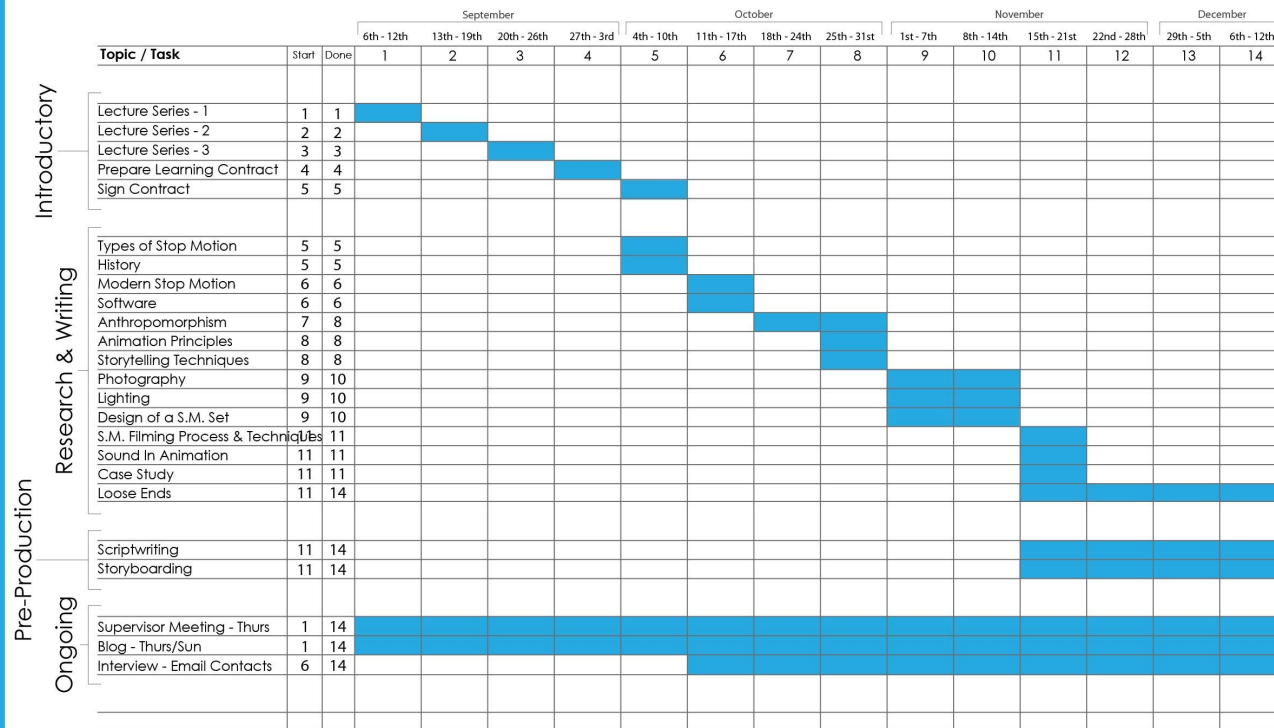 September October November December
6th - 12th 13th - 19th 20th - 26th 27th - 3rd 4th - 10th 11th - 17th 18th - 24th 25th - 31st 1st - 7th 8th - 14th 15th - 21st 22nd - 28th 29th - 5th 6th - 12th
Topic / Task Start Done 1 2 3 4 5 6 7 8 9 10 11 12 13 14
Introductory
Lecture Series - 1 1 1
Lecture Series - 2 2 2
Lecture Series - 3 3 3
Prepare Learning Contract 4 4
Sign Contract 5 5
Research & Writing
Types of Stop Motion 5 5
History 5 5
Modern Stop Motion 6 6
Software 6 6
Anthropomorphism 7 8
Animation Principles 8 8
Storytelling Techniques 8 8
Photography 9 10
Lighting 9 10
Design of a S.M. Set 9 10
S.M. Filming Process & Techniques 11 11
Sound In Animation 11 11
Case Study 11 11
Loose Ends 11 14
Pre-Production
Scriptwriting 11 14
Storyboarding 11 14
Ongoing
Supervisor Meeting - Thurs 1 14
Blog - Thurs/Sun 1 14
Interview - Email Contacts 6 14